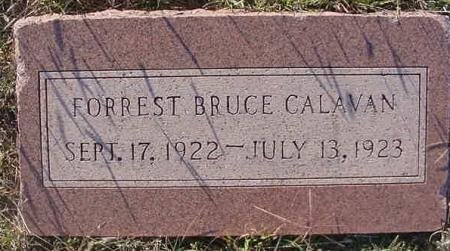 FORREST BRUCE CALAVAN
SEPT. 17, 1922 – JULY 13, 1923